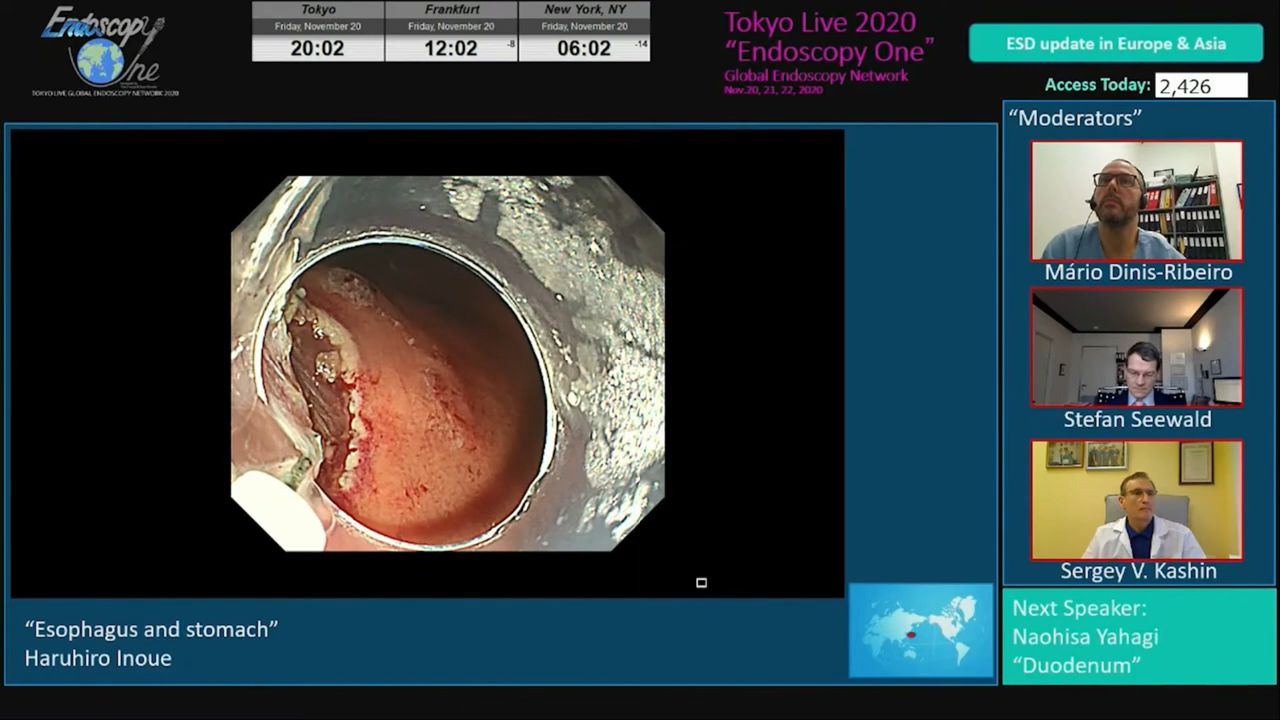 Endoscopy
One
TOKYO LIVE GLOBAL ENDOSCOPY NETWORK 2020
Tokyo
Friday, November 20
20:02
Frankfurt
Friday, November 20
12:02
-8
New York, NY
Friday, November 20
06:02
-14
Tokyo Live 2020
“Endoscopy One”
Global Endoscopy Network
Nov.20, 21, 22, 2020
ESD update in Europe & Asia
Access Today: 2,426
“Moderators”
Mário Dinis-Ribeiro
Stefan Seewald
Sergey V. Kashin
“Esophagus and stomach”
Haruhiro Inoue
Next Speaker:
Naohisa Yahagi
“Duodenum”